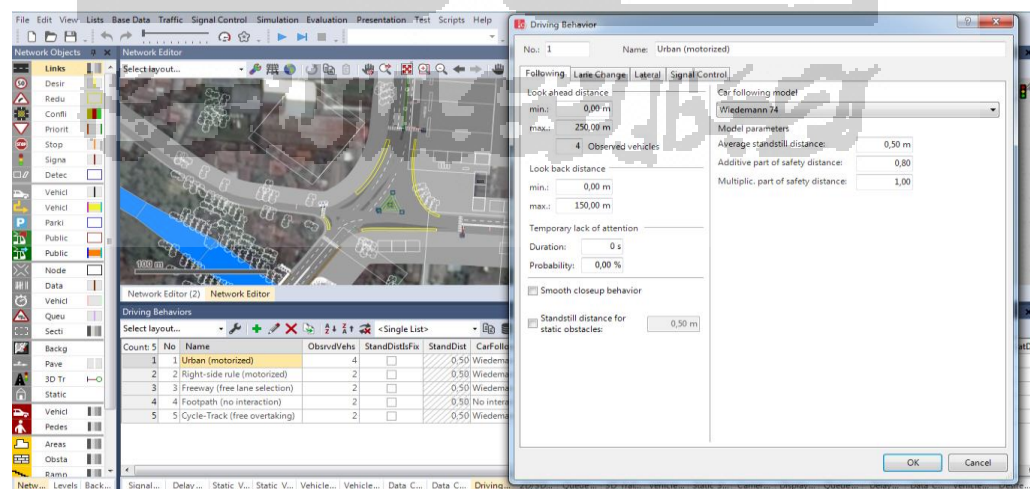 File Edit View Lists Base Data Traffic Signal Control Simulation Evaluation Presentation Test Scripts Help
Network Objects
Network Editor
Links
Desir
Redu
Confli
Priorit
Stop
Signa
Detec
Vehicl
Vehicl
Parki
Public
Public
Node
Data
Vehicl
Queu
Secti
Backg
Pave
3D Tr
Static
Vehicl
Pedes
Areas
Obsta
Ramp
Netw... Levels Back...
Select layout...
100 m
Network Editor (2) Network Editor
Driving Behaviors
Select layout... <Single List>
Count: 5 No Name ObsrvdVehs StandDistIsFix StandDist CarFollo
1 1 Urban (motorized) 4 0,50 Wiedema
2 2 Right-side rule (motorized) 2 0,50 Wiedema
3 3 Freeway (free lane selection) 2 0,50 Wiedema
4 4 Footpath (no interaction) 2 0,50 No intera
5 5 Cycle-Track (free overtaking) 2 0,50 Wiedema
Signal... Delay... Static V... Static V... Vehicle... Vehicle... Data C... Data C... Driving...
Driving Behavior
No.: 1 Name: Urban (motorized)
Following Lane Change Lateral Signal Control
Look ahead distance
min.: 0,00 m
max.: 250,00 m
4 Observed vehicles
Look back distance
min.: 0,00 m
max.: 150,00 m
Temporary lack of attention
Duration: 0 s
Probability: 0,00 %
Smooth closeup behavior
Standstill distance for
static obstacles: 0,50 m
Car following model
Wiedemann 74
Model parameters
Average standstill distance: 0,50 m
Additive part of safety distance: 0,80
Multiplic. part of safety distance: 1,00
OK Cancel